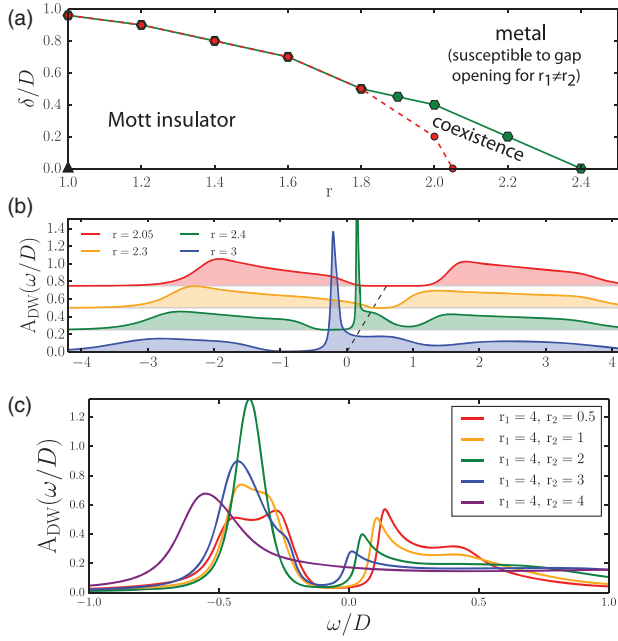 (a)
1.0
0.8
0.6
0.4
0.2
0.0
δ/D
metal
(susceptible to gap
opening for r₁≠r₂)
Mott insulator
coexistence
1.0 1.2 1.4 1.6 1.8 2.0 2.2 2.4
r
(b)
1.5
1.2
1.0
0.8
0.6
0.4
0.2
0.0
A_DW(ω/D)
r = 2.05 r = 2.4
r = 2.3 r = 3
−4 −3 −2 −1 0 1 2 3 4
(c)
1.2
1.0
0.8
0.6
0.4
0.2
0.0
A_DW(ω/D)
r₁ = 4, r₂ = 0.5
r₁ = 4, r₂ = 1
r₁ = 4, r₂ = 2
r₁ = 4, r₂ = 3
r₁ = 4, r₂ = 4
−1.0 −0.5 0.0 0.5 1.0
ω/D